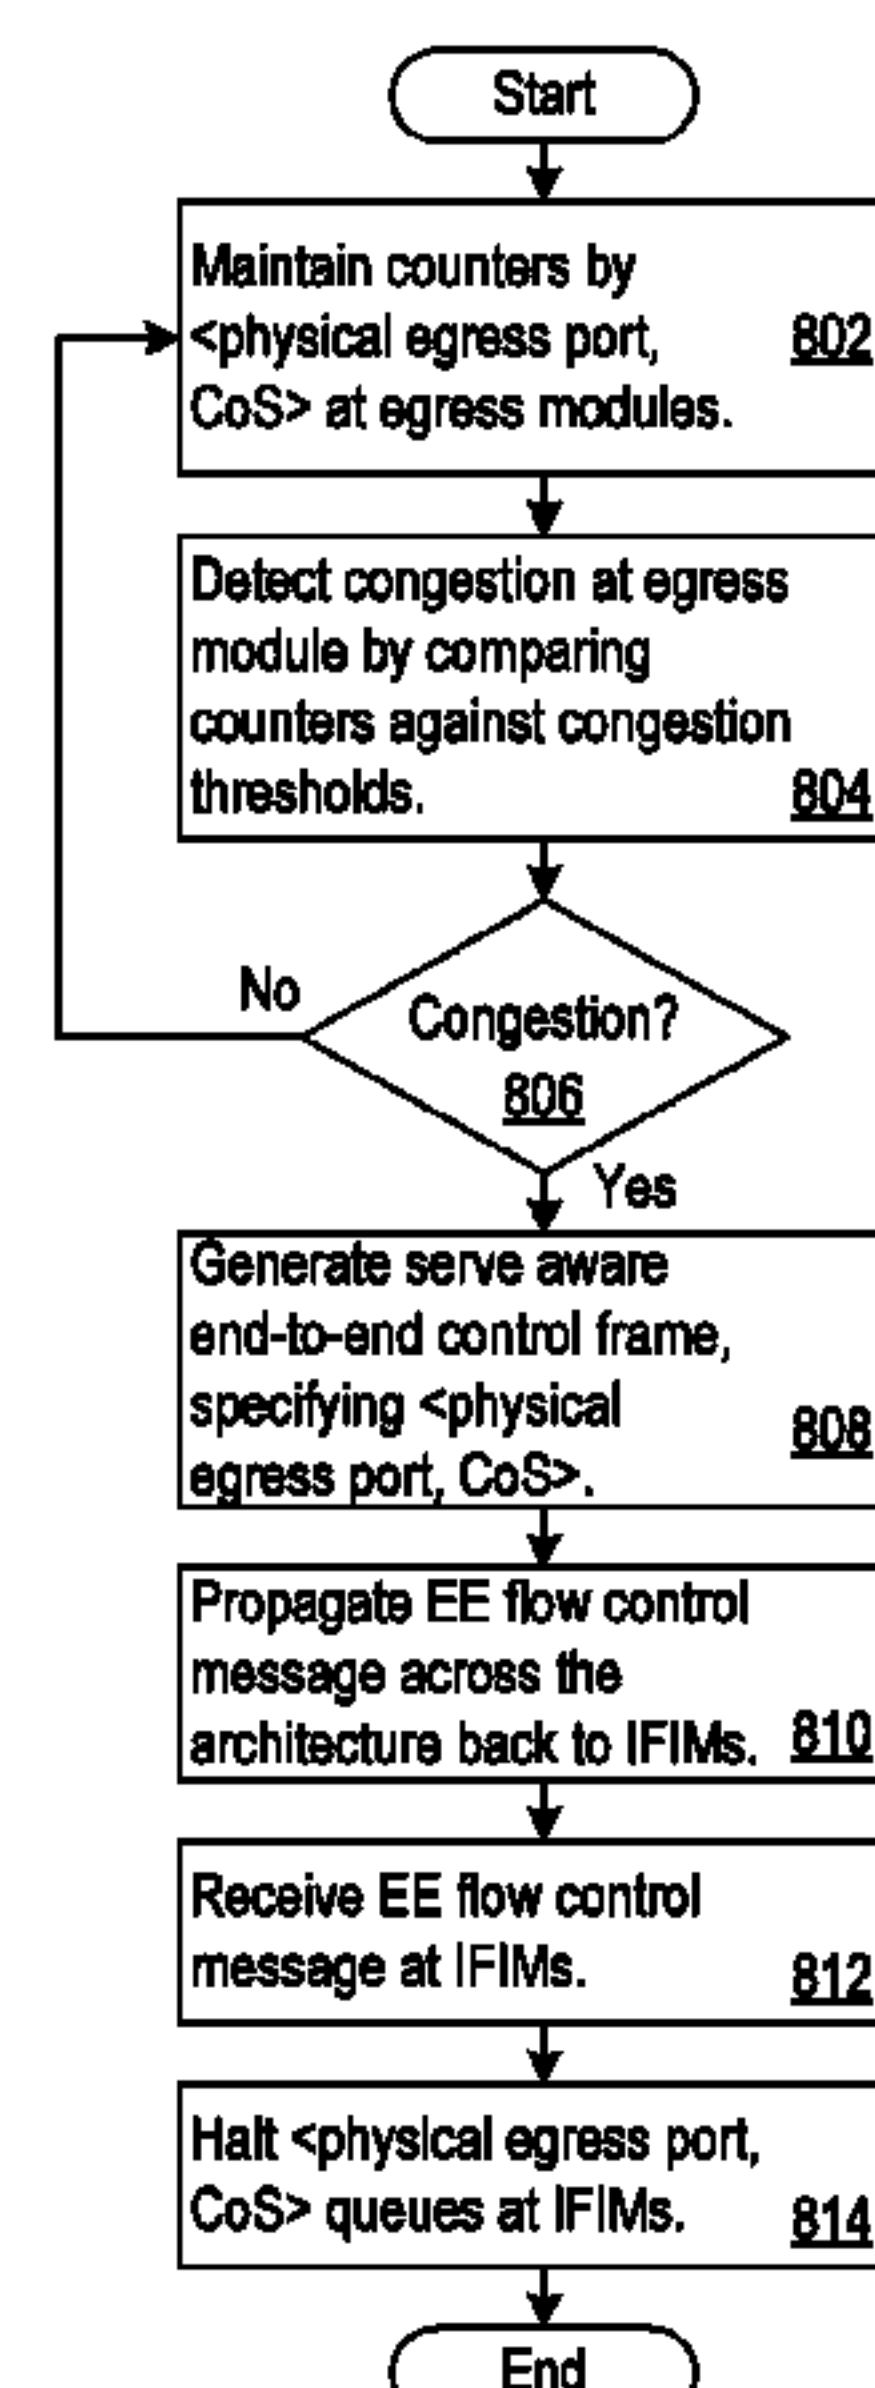 Start
Maintain counters by
<physical egress port,
CoS> at egress modules.
802
Detect congestion at egress
module by comparing
counters against congestion
thresholds.
804
No
Congestion?
806
Yes
Generate serve aware
end-to-end control frame,
specifying <physical
egress port, CoS>.
808
Propagate EE flow control
message across the
architecture back to IFIMs.
810
Receive EE flow control
message at IFIMs.
812
Halt <physical egress port,
CoS> queues at IFIMs.
814
End